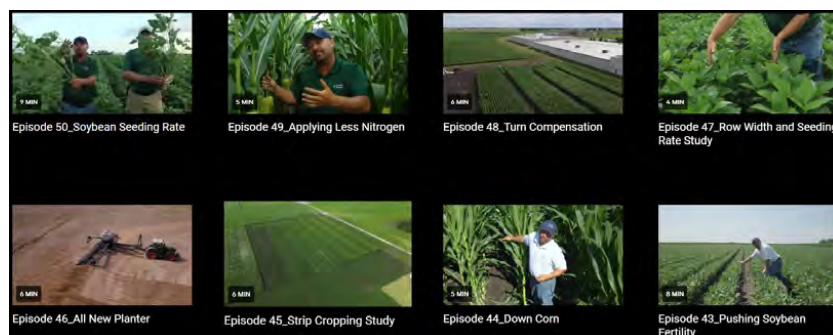 9 MIN
5 MIN
6 MIN
4 MIN
Episode 50_Soybean Seeding Rate
Episode 49_Applying Less Nitrogen
Episode 48_Turn Compensation
Episode 47_Row Width and Seeding
Rate Study
6 MIN
6 MIN
5 MIN
8 MIN
Episode 46_All New Planter
Episode 45_Strip Cropping Study
Episode 44_Down Corn
Episode 43_Pushing Soybean
Fertility